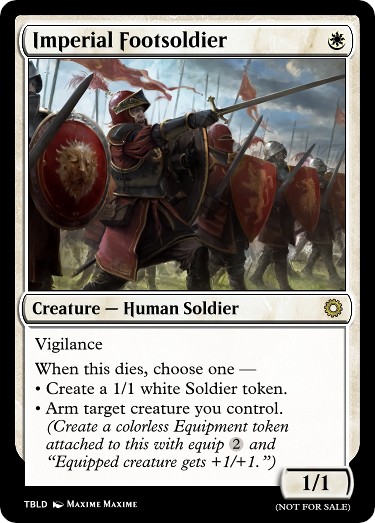 Imperial Footsoldier
Creature — Human Soldier
Vigilance
When this dies, choose one —
• Create a 1/1 white Soldier token.
• Arm target creature you control.
(Create a colorless Equipment token
attached to this with equip 2 and
“Equipped creature gets +1/+1.”)
1/1
TBLD Maxime Maxime
(NOT FOR SALE)